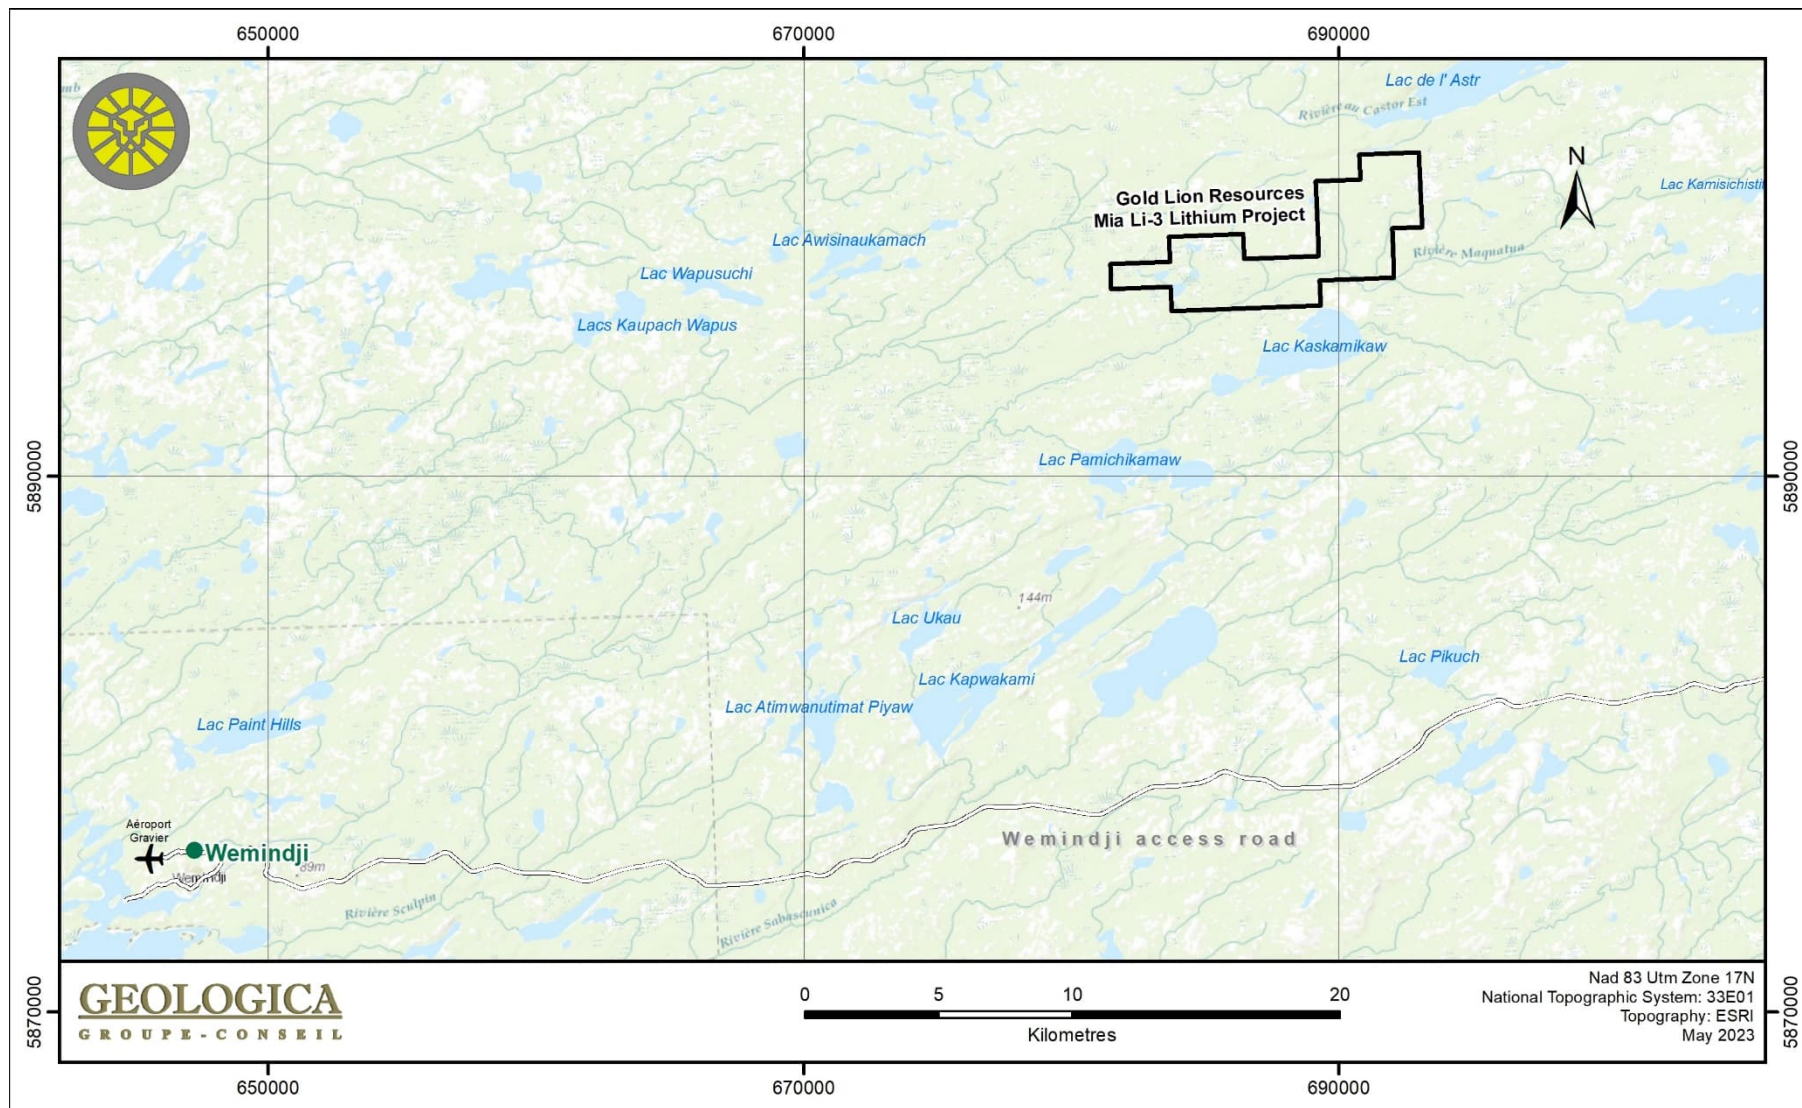 650000
670000
690000
mb
Lac de l' Astr
Rivière au Castor Est
N
Lac Kamisichistit
Gold Lion Resources
Mia Li-3 Lithium Project
Lac Awisinaukamach
Rivière Maquatua
Lac Wapusuchi
Lacs Kaupach Wapus
Lac Kaskamikaw
Lac Pamichikamaw
5890000
5890000
144m
Lac Ukau
Lac Pikuch
Lac Kapwakami
Lac Atimwanutimat Piyaw
Lac Paint Hills
Aéroport
Gravier
Wemindji
Wemindji access road
89m
Wemindji
Rivière Sculpin
Rivière Sabascunica
GEOLOGICA
GROUPE-CONSEIL
0
5
10
20
Kilometres
Nad 83 Utm Zone 17N
National Topographic System: 33E01
Topography: ESRI
May 2023
5870000
5870000
650000
670000
690000